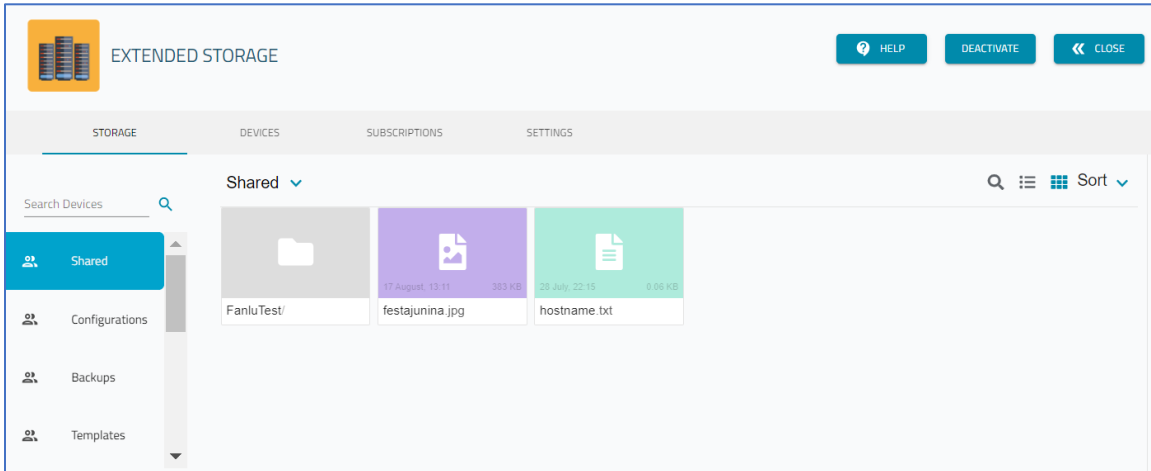 EXTENDED STORAGE
HELP
DEACTIVATE
CLOSE
STORAGE
DEVICES
SUBSCRIPTIONS
SETTINGS
Search Devices
Shared
Configurations
Backups
Templates
Shared
Sort
FanluTest/
17 August, 13:11 383 KB
festajunina.jpg
28 July, 22:15 0.06 KB
hostname.txt